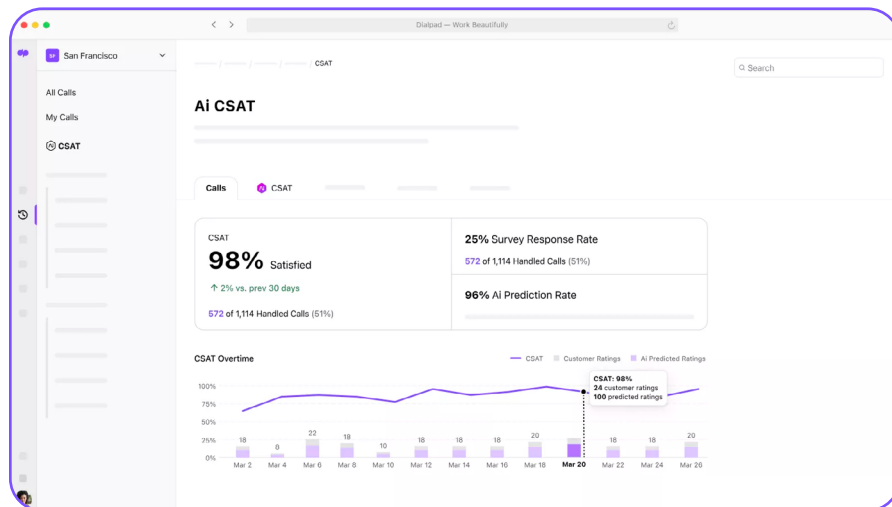 Dialpad — Work Beautifully
SF San Francisco
/ / / / CSAT
Search
All Calls
My Calls
Ai CSAT
Ai CSAT
Calls
Ai CSAT
CSAT
98% Satisfied
↑ 2% vs. prev 30 days
572 of 1,114 Handled Calls (51%)
25% Survey Response Rate
572 of 1,114 Handled Calls (51%)
96% Ai Prediction Rate
CSAT Overtime
CSAT Customer Ratings Ai Predicted Ratings
CSAT: 98%
24 customer ratings
100 predicted ratings
100%
75%
50%
25%
0%
18 8 22 18 10 18 18 18 20 18 18 20
Mar 2 Mar 4 Mar 6 Mar 8 Mar 10 Mar 12 Mar 14 Mar 16 Mar 18 Mar 20 Mar 22 Mar 24 Mar 26